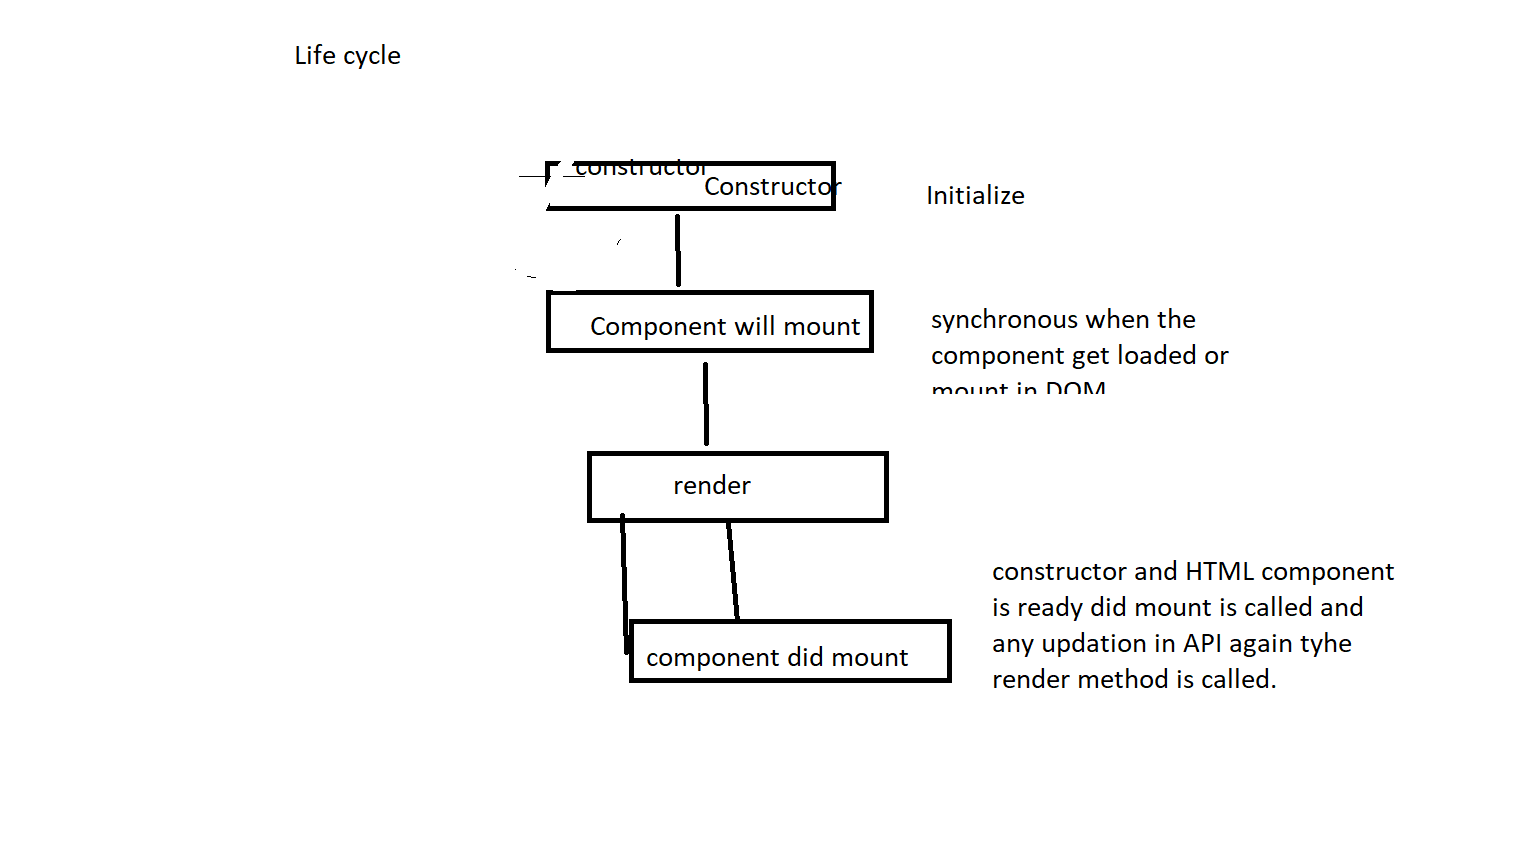 Life cycle
constructor
Constructor
Initialize
Component will mount
synchronous when the
component get loaded or
mount in DOM
render
constructor and HTML component
is ready did mount is called and
any updation in API again tyhe
render method is called.
component did mount